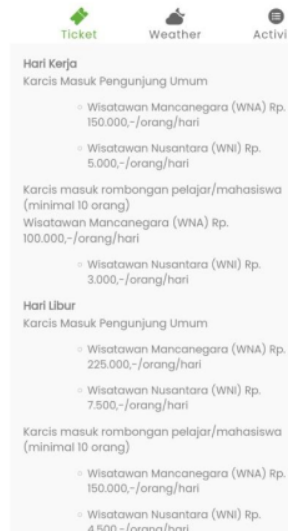 Ticket
Weather
Activi
Hari Kerja
Karcis Masuk Pengunjung Umum
Wisatawan Mancanegara (WNA) Rp.
150.000,-/orang/hari
Wisatawan Nusantara (WNI) Rp.
5.000,-/orang/hari
Karcis masuk rombongan pelajar/mahasiswa
(minimal 10 orang)
Wisatawan Mancanegara (WNA) Rp.
100.000,-/orang/hari
Wisatawan Nusantara (WNI) Rp.
3.000,-/orang/hari
Hari Libur
Karcis Masuk Pengunjung Umum
Wisatawan Mancanegara (WNA) Rp.
225.000,-/orang/hari
Wisatawan Nusantara (WNI) Rp.
7.500,-/orang/hari
Karcis masuk rombongan pelajar/mahasiswa
(minimal 10 orang)
Wisatawan Mancanegara (WNA) Rp.
150.000,-/orang/hari
Wisatawan Nusantara (WNI) Rp.
4.500,-/orang/hari